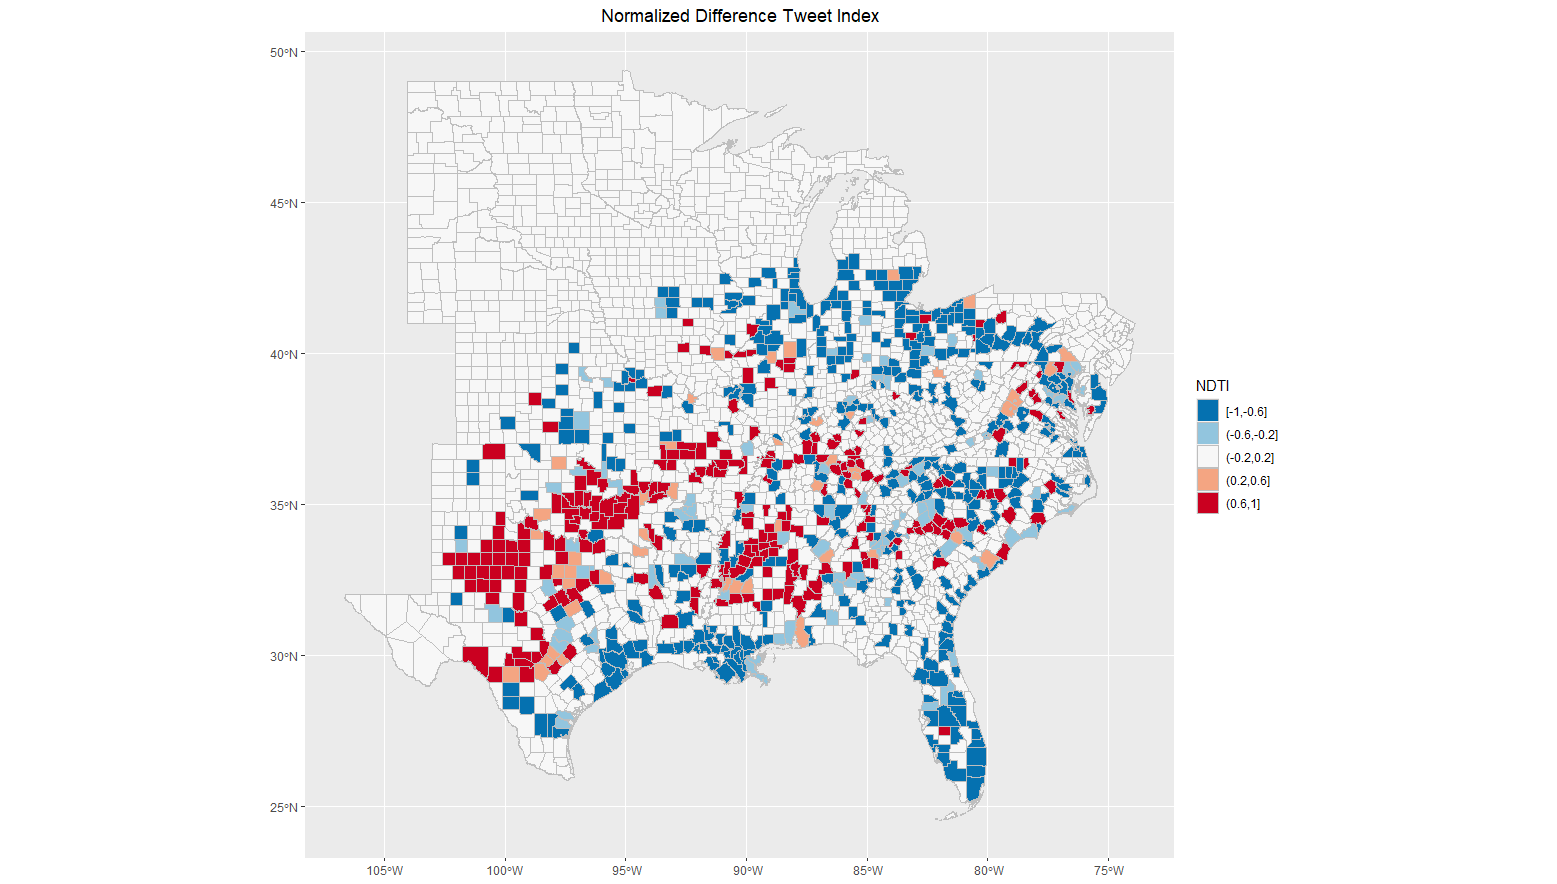 Normalized Difference Tweet Index
50°N
45°N
40°N
35°N
30°N
25°N
105°W
100°W
95°W
90°W
85°W
80°W
75°W
NDTI
[-1,-0.6]
(-0.6,-0.2]
(-0.2,0.2]
(0.2,0.6]
(0.6,1]